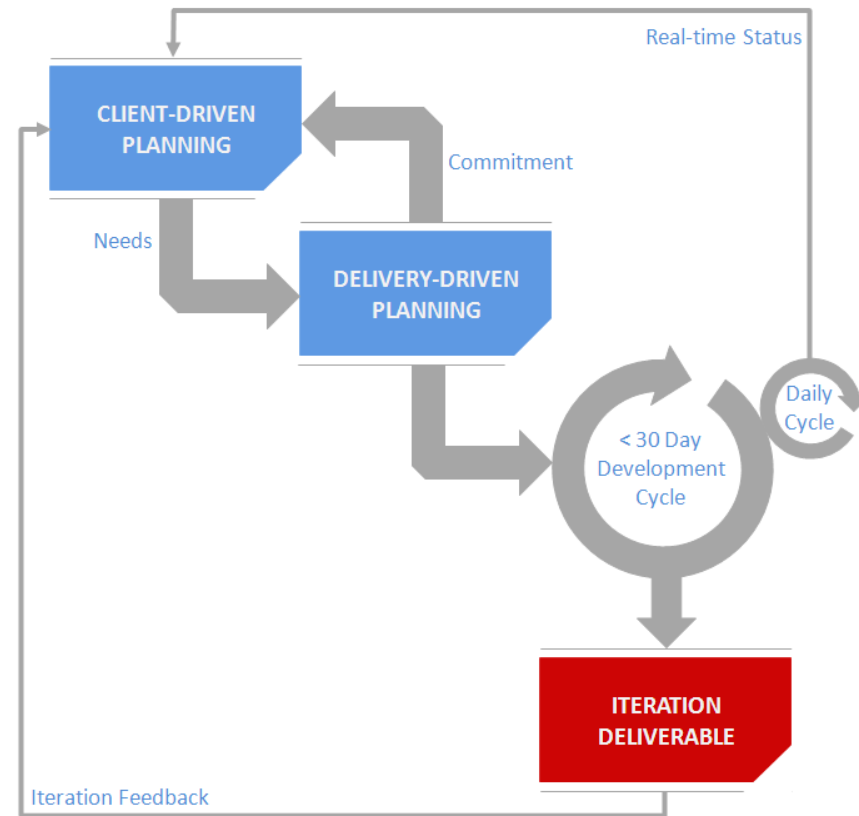 Real-time Status
CLIENT-DRIVEN
PLANNING
Commitment
Needs
DELIVERY-DRIVEN
PLANNING
Daily
Cycle
< 30 Day
Development
Cycle
ITERATION
DELIVERABLE
Iteration Feedback